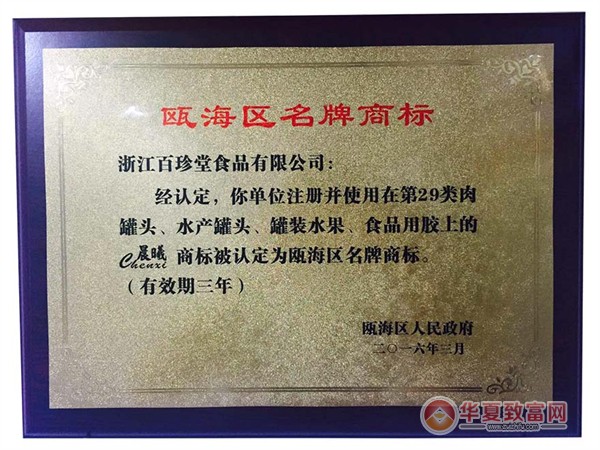 瓯海区名牌商标
浙江百珍堂食品有限公司：
经认定，你单位注册并使用在第29类肉
罐头、水产罐头、罐装水果、食品用胶上的
晨曦 Chenxi 商标被认定为瓯海区名牌商标。
（有效期三年）
瓯海区人民政府
二〇一六年三月
华夏致富网
www.zuizhifu.com